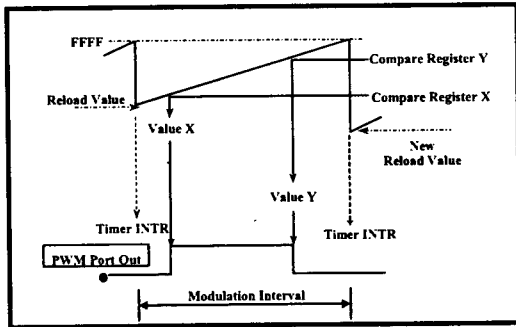 FFFF
Compare Register Y
Compare Register X
Reload Value
Value X
New
Reload Value
Value Y
Timer INTR
Timer INTR
PWM Port Out
Modulation Interval